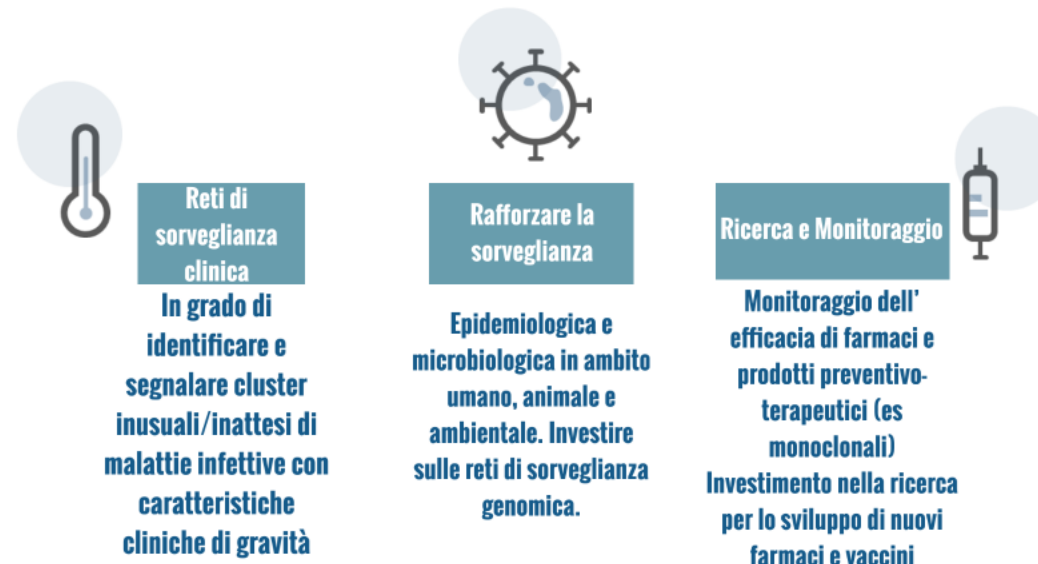 Reti di
sorveglianza
clinica
In grado di
identificare e
segnalare cluster
inusuali/inattesi di
malattie infettive con
caratteristiche
cliniche di gravità
Rafforzare la
sorveglianza
Epidemiologica e
microbiologica in ambito
umano, animale e
ambientale. Investire
sulle reti di sorveglianza
genomica.
Ricerca e Monitoraggio
Monitoraggio dell’
efficacia di farmaci e
prodotti preventivo-
terapeutici (es
monoclonali)
Investimento nella ricerca
per lo sviluppo di nuovi
farmaci e vaccini